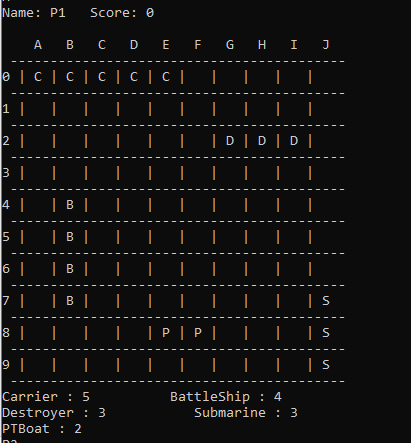 Name: P1   Score: 0
    A   B   C   D   E   F   G   H   I   J
 ------------------------------------------
0 | C | C | C | C | C |   |   |   |   |
 ------------------------------------------
1 |   |   |   |   |   |   |   |   |   |
 ------------------------------------------
2 |   |   |   |   |   |   | D | D | D |
 ------------------------------------------
3 |   |   |   |   |   |   |   |   |   |
 ------------------------------------------
4 |   | B |   |   |   |   |   |   |   |
 ------------------------------------------
5 |   | B |   |   |   |   |   |   |   |
 ------------------------------------------
6 |   | B |   |   |   |   |   |   |   |
 ------------------------------------------
7 |   | B |   |   |   |   |   |   |   | S
 ------------------------------------------
8 |   |   |   |   | P | P |   |   |   | S
 ------------------------------------------
9 |   |   |   |   |   |   |   |   |   | S
 ------------------------------------------
Carrier : 5          BattleShip : 4
Destroyer : 3           Submarine : 3
PTBoat : 2